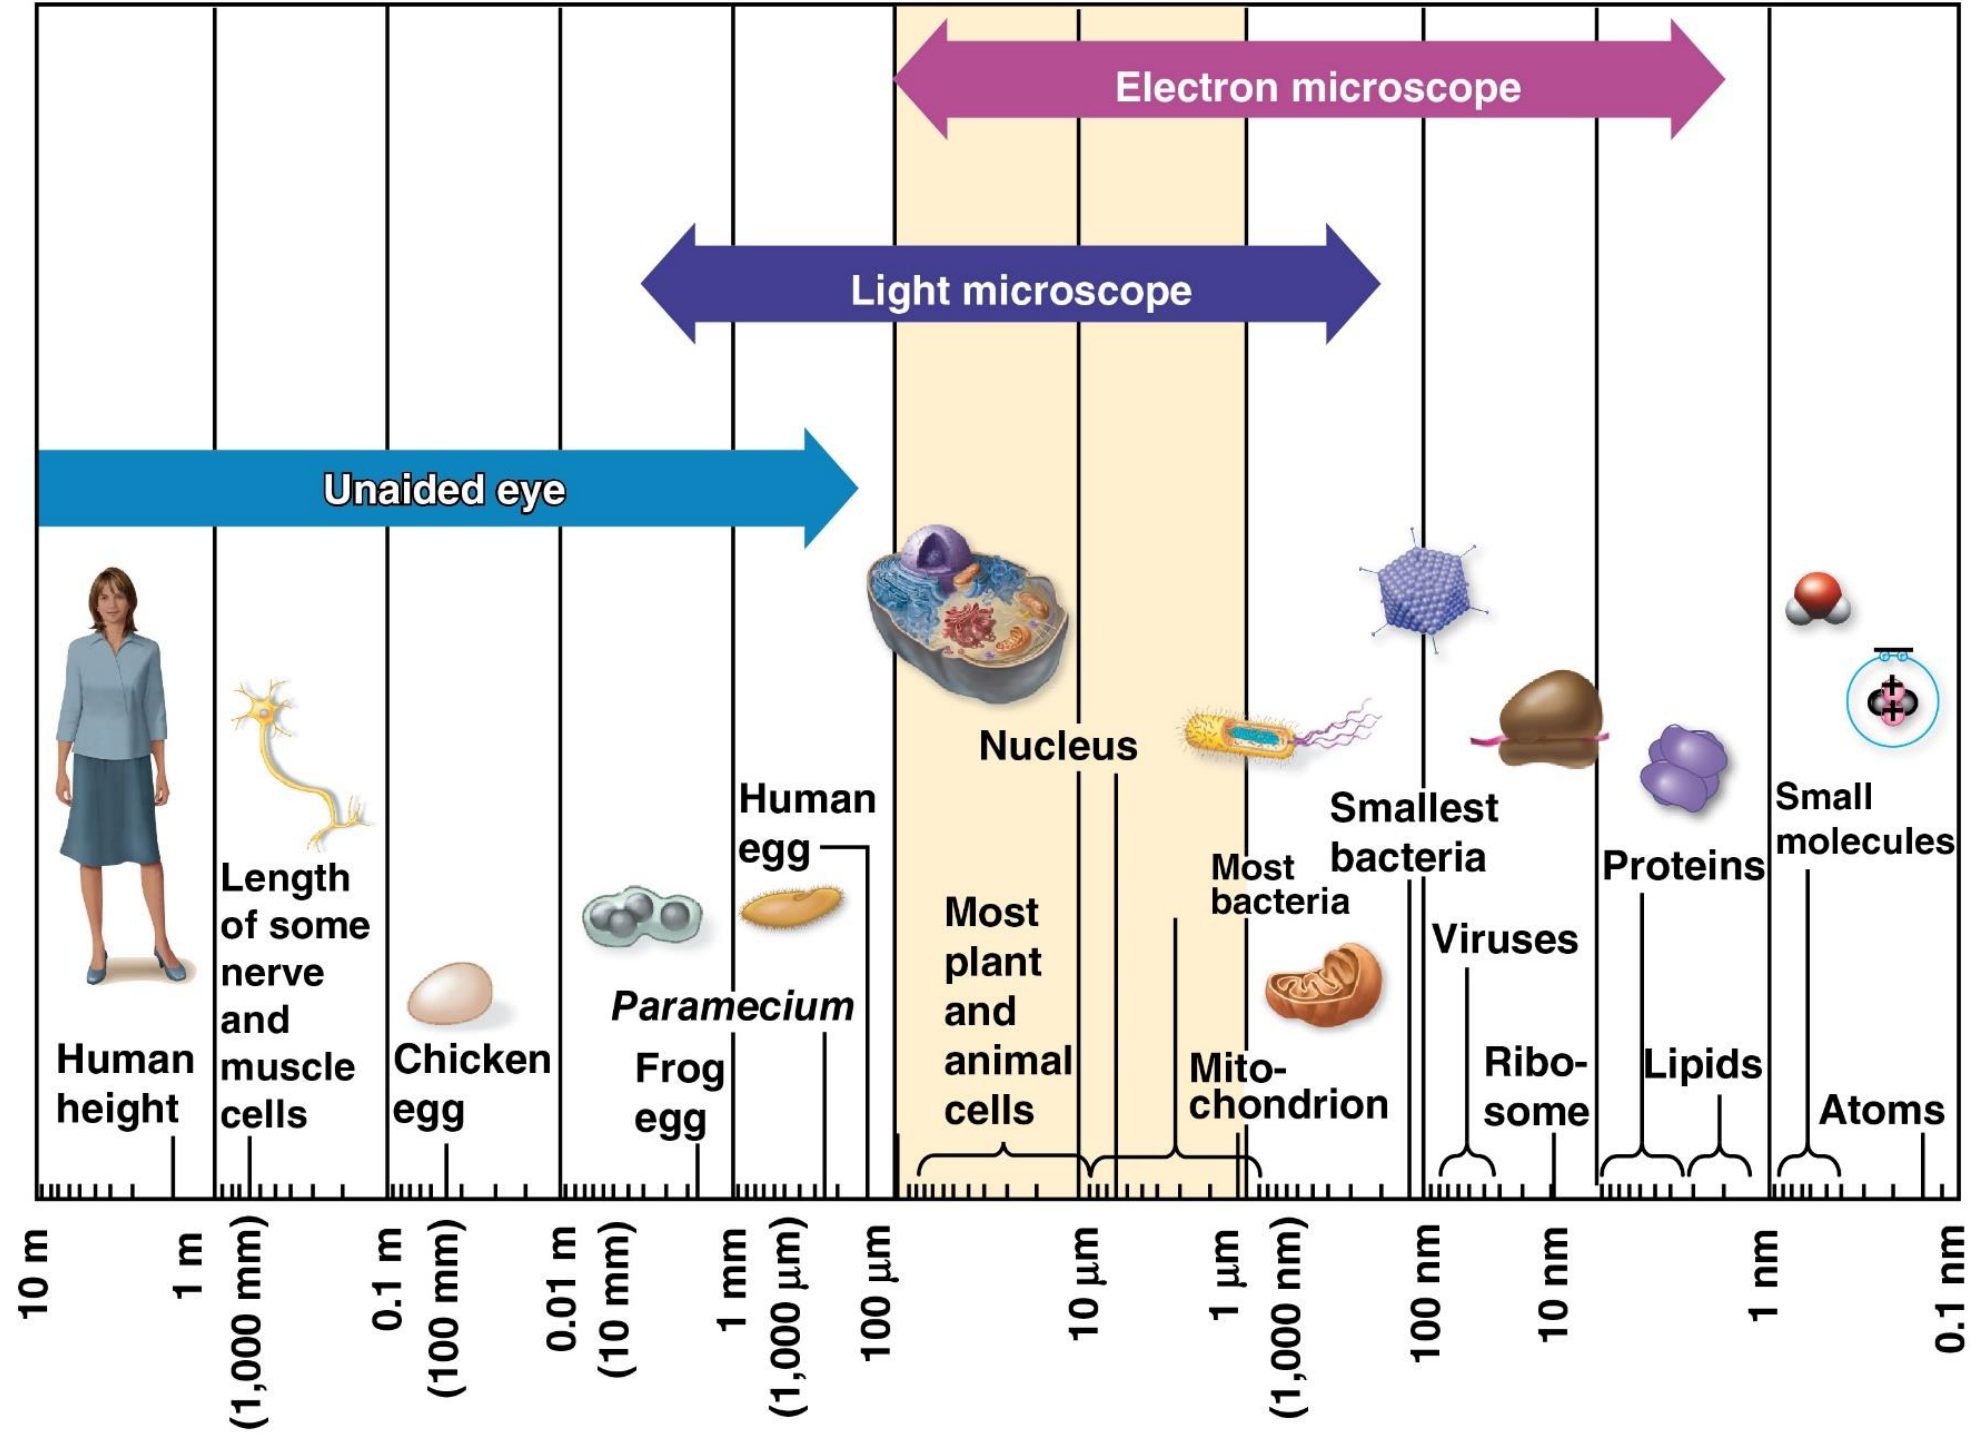 Electron microscope
Light microscope
Unaided eye
Human
height
Length
of some
nerve
and
muscle
cells
Chicken
egg
Frog
egg
Paramecium
Human
egg
Most
plant
and
animal
cells
Nucleus
Most
bacteria
Mito-
chondrion
Smallest
bacteria
Viruses
Ribo-
some
Proteins
Lipids
Small
molecules
Atoms
10 m
1 m
(1,000 mm)
0.1 m
(100 mm)
0.01 m
(10 mm)
1 mm
(1,000 µm)
100 µm
10 µm
1 µm
(1,000 nm)
100 nm
10 nm
1 nm
0.1 nm